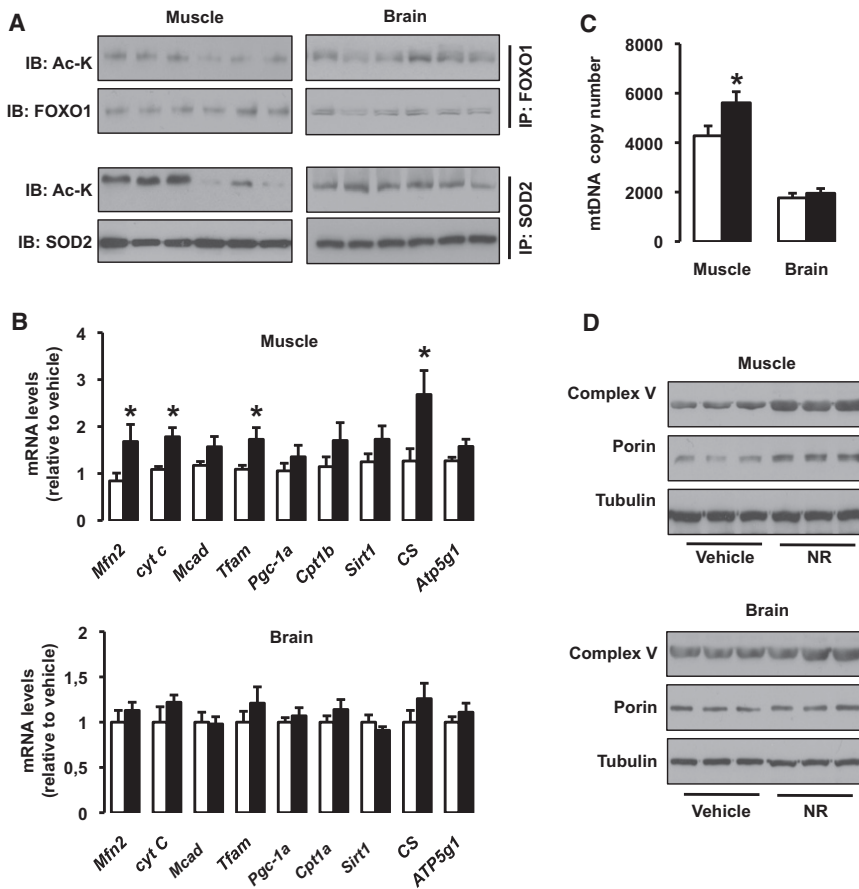 A
Muscle
Brain
IB: Ac-K
IB: FOXO1
IP: FOXO1
IB: Ac-K
IB: SOD2
IP: SOD2
B
Muscle
mRNA levels
(relative to vehicle)
4
3
2
1
0
* * * *
Mfn2 cyt c Mcad Tfam Pgc-1a Cpt1b Sirt1 CS Atp5g1
Brain
mRNA levels
(relative to vehicle)
2
1,5
1
0,5
0
Mfn2 cyt C Mcad Tfam Pgc-1a Cpt1a Sirt1 CS ATP5g1
C
mtDNA copy number
8000
6000
4000
2000
0
*
Muscle Brain
D
Muscle
Complex V
Porin
Tubulin
Vehicle NR
Brain
Complex V
Porin
Tubulin
Vehicle NR